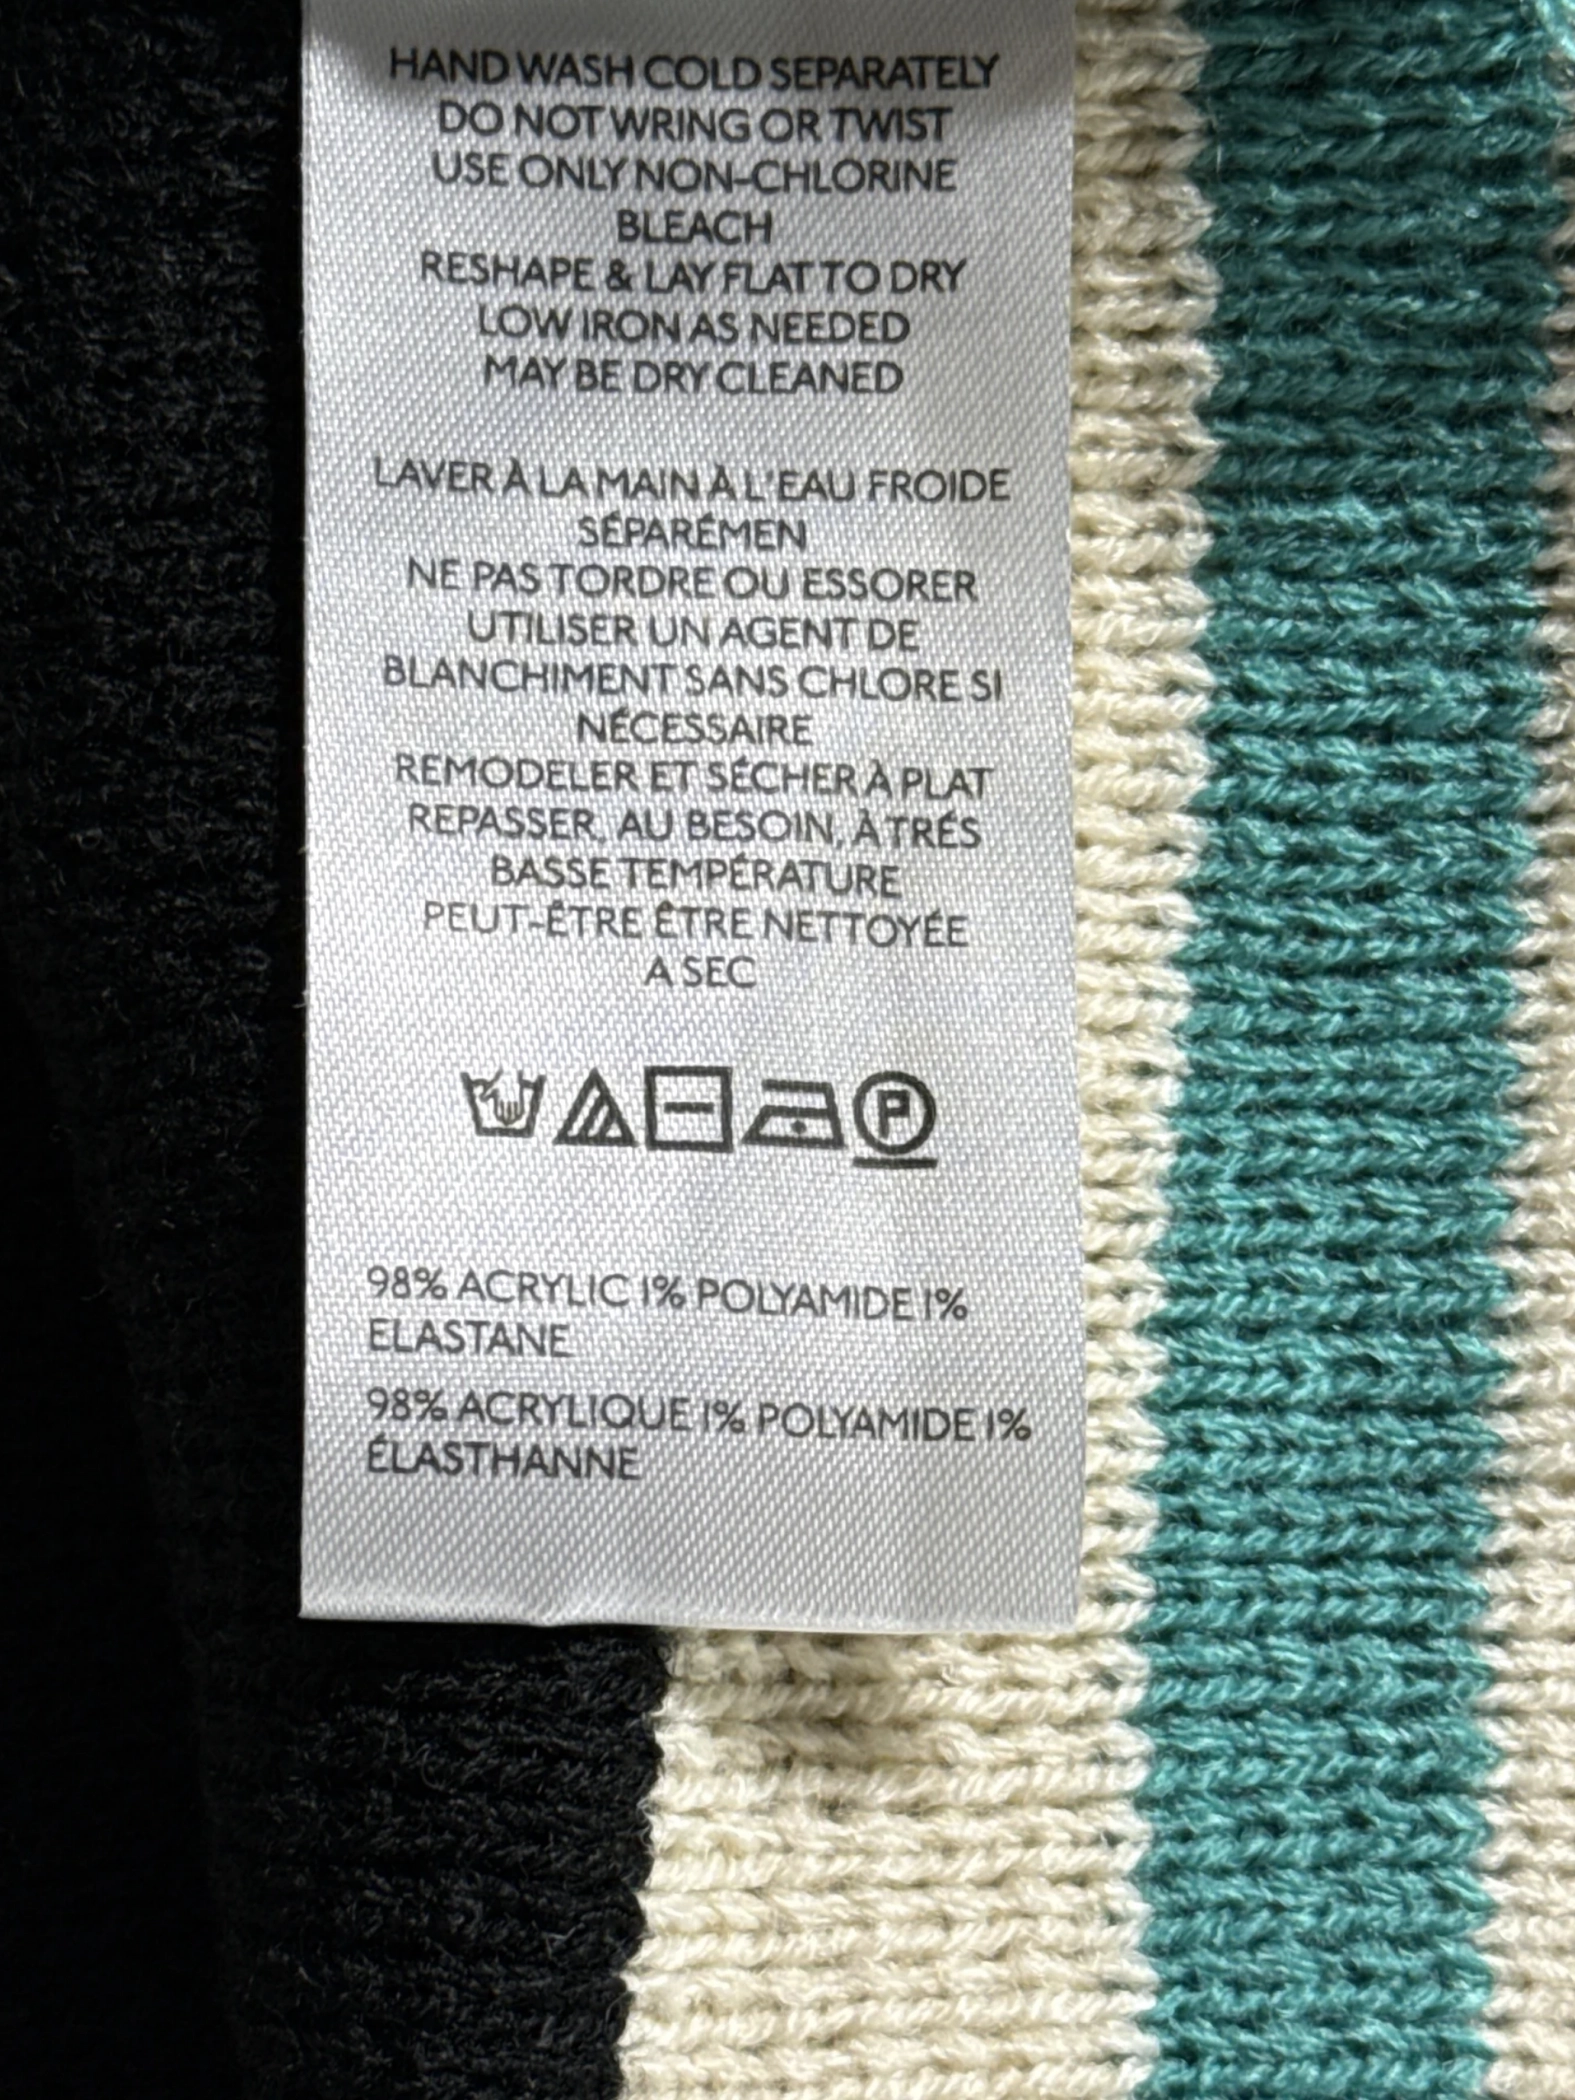 HAND WASH COLD SEPARATELY
DO NOT WRING OR TWIST
USE ONLY NON-CHLORINE
BLEACH
RESHAPE & LAY FLAT TO DRY
LOW IRON AS NEEDED
MAY BE DRY CLEANED
LAVER À LA MAIN À L'EAU FROIDE
SÉPARÉMEN
NE PAS TORDRE OU ESSORER
UTILISER UN AGENT DE
BLANCHIMENT SANS CHLORE SI
NÉCESSAIRE
REMODELER ET SÉCHER À PLAT
REPASSER, AU BESOIN, À TRÉS
BASSE TEMPÉRATURE
PEUT-ÊTRE ÊTRE NETTOYÉE
A SEC
P
98% ACRYLIC 1% POLYAMIDE 1%
ELASTANE
98% ACRYLIQUE 1% POLYAMIDE 1%
ÉLASTHANNE